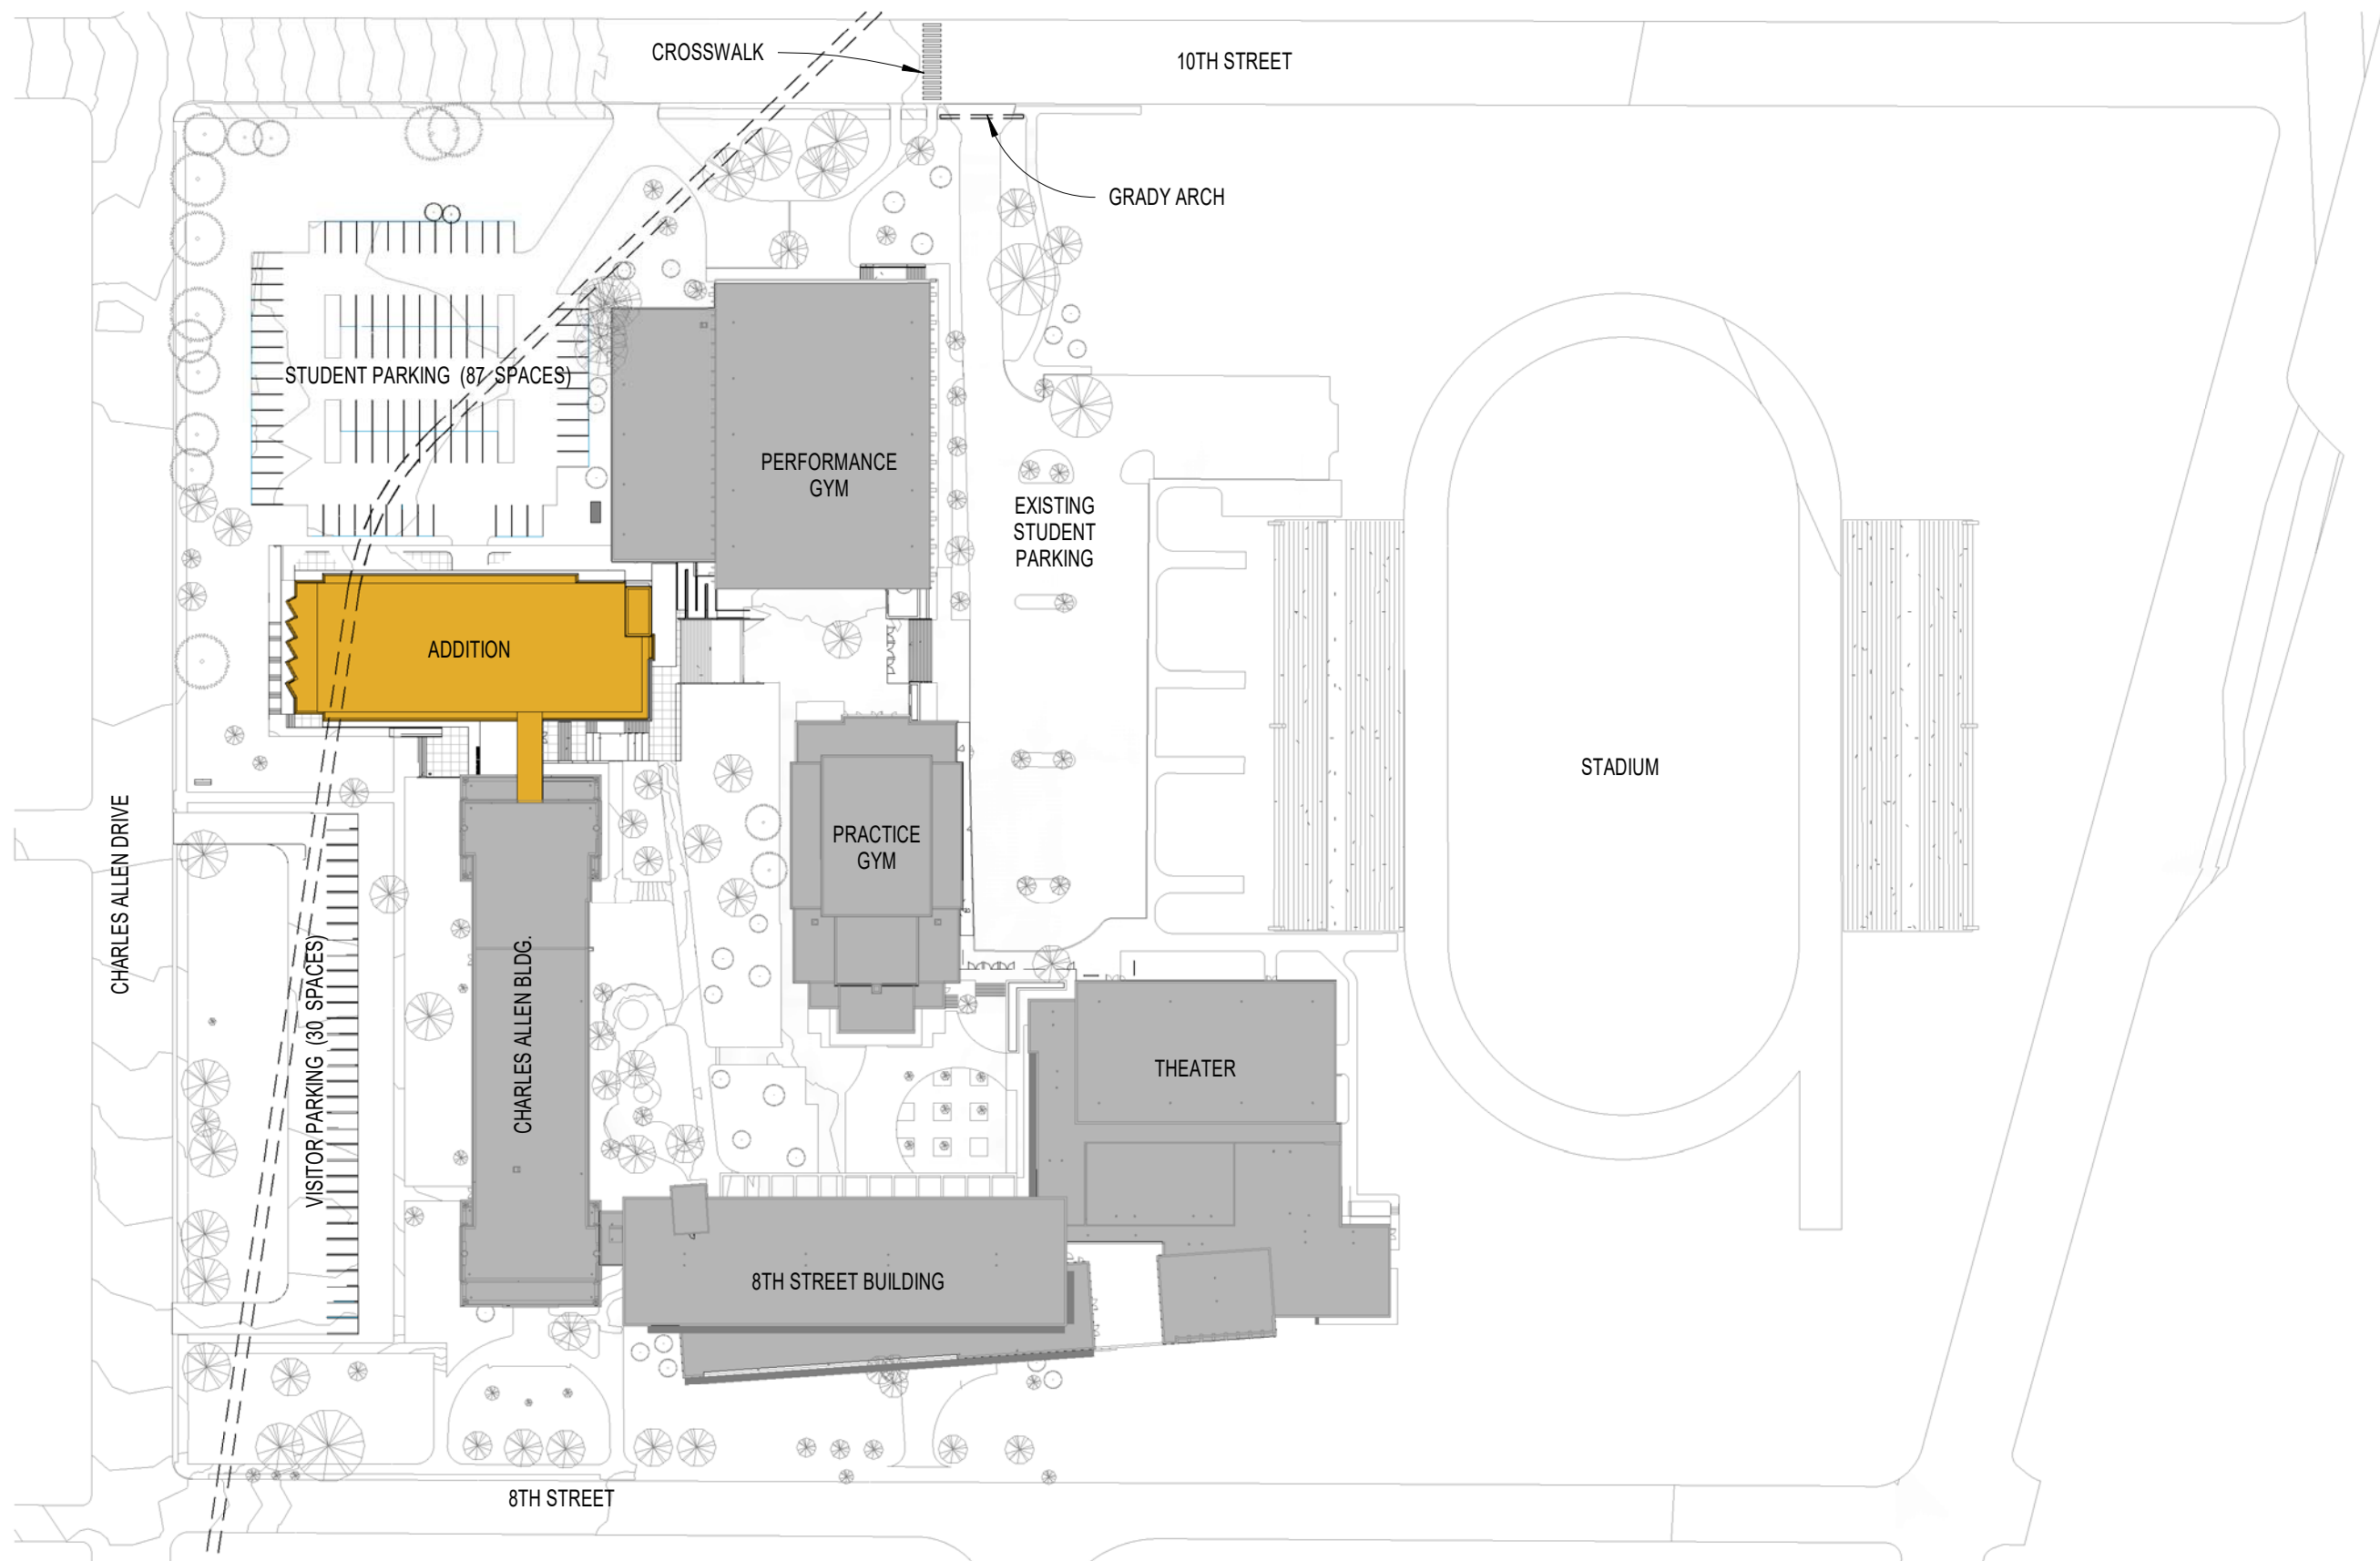 CROSSWALK
10TH STREET
GRADY ARCH
STUDENT PARKING (87 SPACES)
PERFORMANCE
GYM
EXISTING
STUDENT
PARKING
ADDITION
STADIUM
PRACTICE
GYM
CHARLES ALLEN DRIVE
VISITOR PARKING (30 SPACES)
CHARLES ALLEN BLDG.
THEATER
8TH STREET BUILDING
8TH STREET